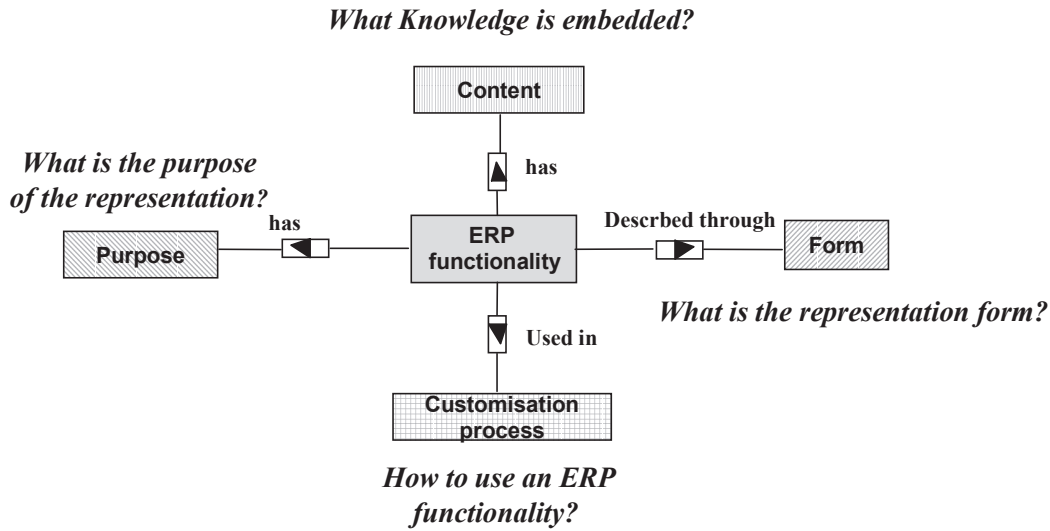 What Knowledge is embedded?
Content
has
What is the purpose
of the representation?
has
Purpose
ERP
functionality
Descrbed through
Form
What is the representation form?
Used in
Customisation
process
How to use an ERP
functionality?